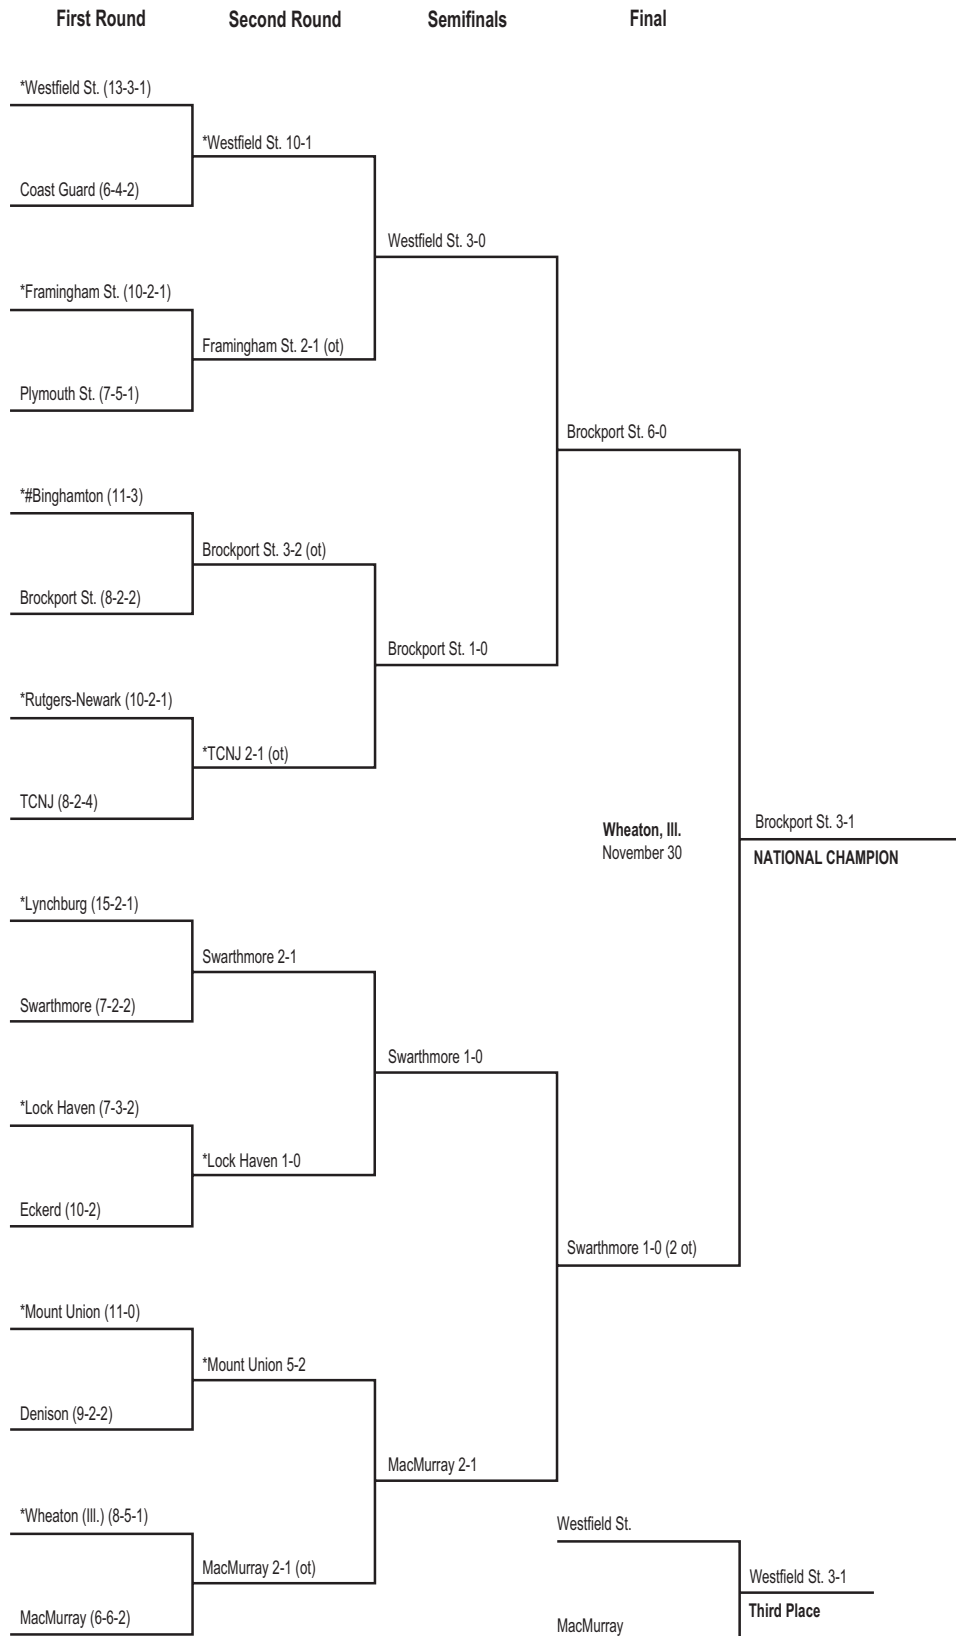 First Round
Second Round
Semifinals
Final
*Westfield St. (13-3-1)
*Westfield St. 10-1
Coast Guard (6-4-2)
Westfield St. 3-0
*Framingham St. (10-2-1)
Framingham St. 2-1 (ot)
Plymouth St. (7-5-1)
Brockport St. 6-0
*#Binghamton (11-3)
Brockport St. 3-2 (ot)
Brockport St. (8-2-2)
Brockport St. 1-0
*Rutgers-Newark (10-2-1)
*TCNJ 2-1 (ot)
TCNJ (8-2-4)
Wheaton, Ill.
November 30
Brockport St. 3-1
NATIONAL CHAMPION
*Lynchburg (15-2-1)
Swarthmore 2-1
Swarthmore (7-2-2)
Swarthmore 1-0
*Lock Haven (7-3-2)
*Lock Haven 1-0
Eckerd (10-2)
Swarthmore 1-0 (2 ot)
*Mount Union (11-0)
*Mount Union 5-2
Denison (9-2-2)
MacMurray 2-1
*Wheaton (Ill.) (8-5-1)
MacMurray 2-1 (ot)
MacMurray (6-6-2)
Westfield St.
Westfield St. 3-1
Third Place
MacMurray